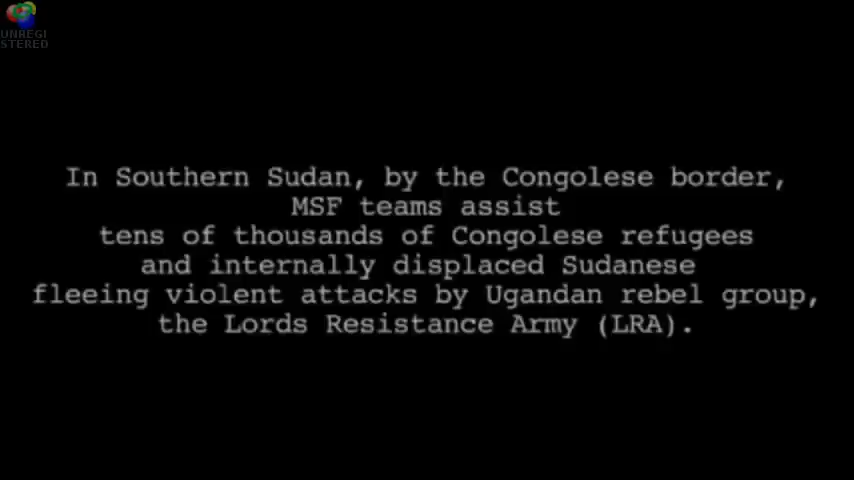 UNREGI
STERED
In Southern Sudan, by the Congolese border,
MSF teams assist
tens of thousands of Congolese refugees
and internally displaced Sudanese
fleeing violent attacks by Ugandan rebel group,
the Lords Resistance Army (LRA).